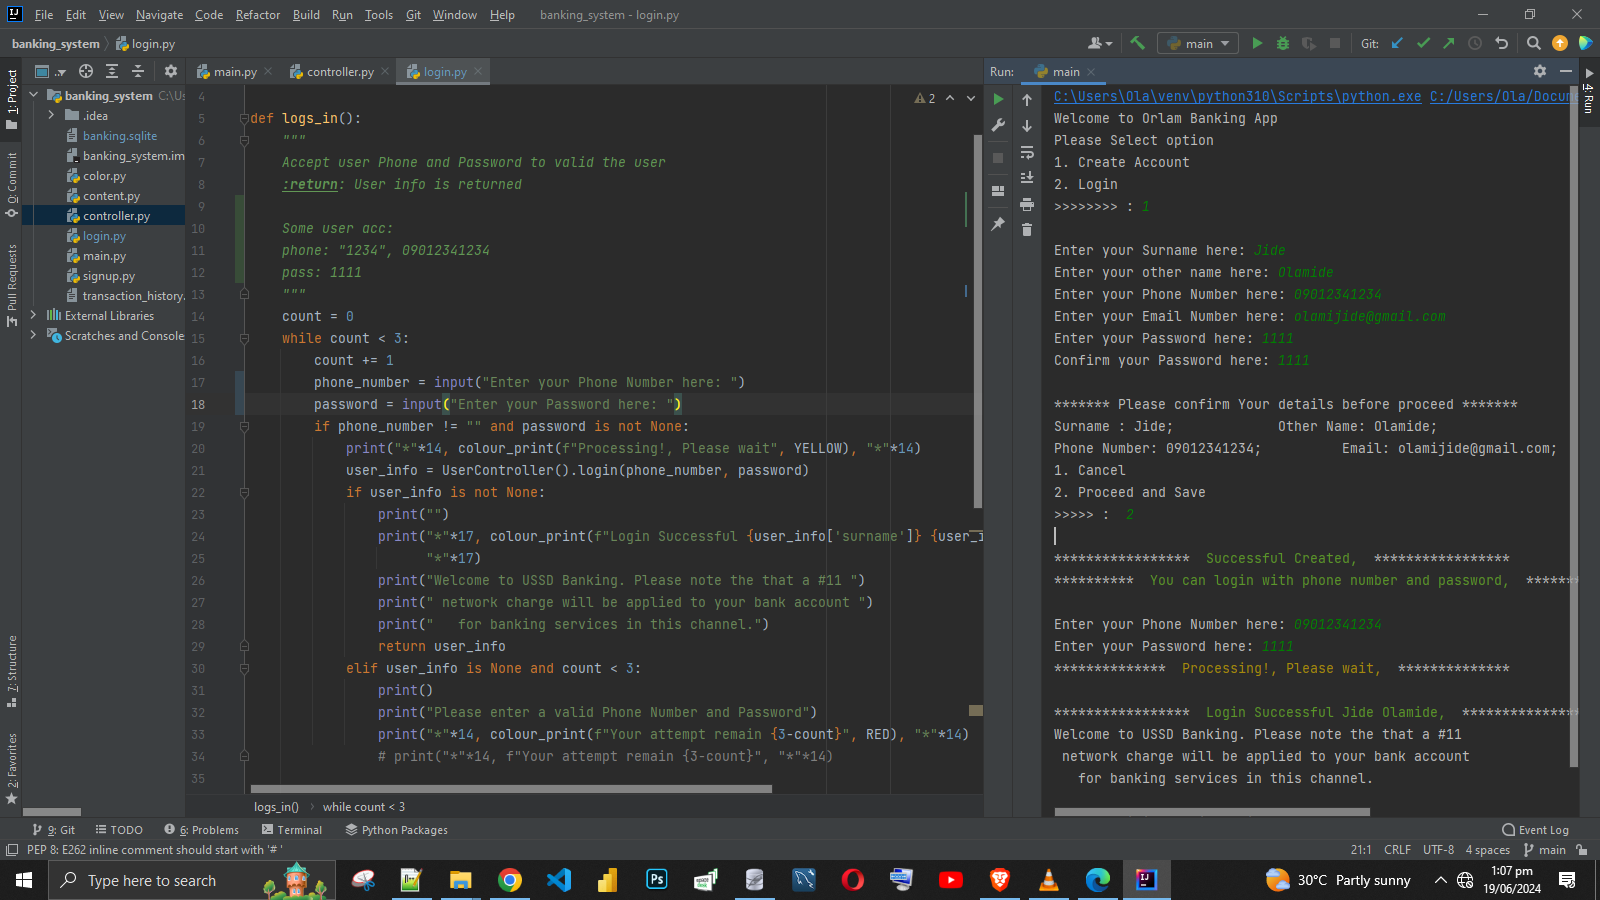 File Edit View Navigate Code Refactor Build Run Tools Git Window Help banking_system - login.py
banking_system login.py main Git:
1: Project
0: Commit
Pull Requests
7: Structure
2: Favorites
4: Run
banking_system C:\Us
.idea
banking.sqlite
banking_system.im
color.py
content.py
controller.py
login.py
main.py
signup.py
transaction_history.
External Libraries
Scratches and Console
main.py controller.py login.py
2
4
5 def logs_in():
6 """
7 Accept user Phone and Password to valid the user
8 :return: User info is returned
9
10 Some user acc:
11 phone: "1234", 09012341234
12 pass: 1111
13 """
14 count = 0
15 while count < 3:
16 count += 1
17 phone_number = input("Enter your Phone Number here: ")
18 password = input("Enter your Password here: ")
19 if phone_number != "" and password is not None:
20 print("*"*14, colour_print(f"Processing!, Please wait", YELLOW), "*"*14)
21 user_info = UserController().login(phone_number, password)
22 if user_info is not None:
23 print("")
24 print("*"*17, colour_print(f"Login Successful {user_info['surname']} {user_i
25 "*"*17)
26 print("Welcome to USSD Banking. Please note the that a #11 ")
27 print(" network charge will be applied to your bank account ")
28 print("   for banking services in this channel.")
29 return user_info
30 elif user_info is None and count < 3:
31 print()
32 print("Please enter a valid Phone Number and Password")
33 print("*"*14, colour_print(f"Your attempt remain {3-count}", RED), "*"*14)
34 # print("*"*14, f"Your attempt remain {3-count}", "*"*14)
35
logs_in() while count < 3
Run: main
C:\Users\Ola\venv\python310\Scripts\python.exe C:/Users/Ola/Docum
Welcome to Orlam Banking App
Please Select option
1. Create Account
2. Login
>>>>>>>> : 1
Enter your Surname here: Jide
Enter your other name here: Olamide
Enter your Phone Number here: 09012341234
Enter your Email Number here: olamijide@gmail.com
Enter your Password here: 1111
Confirm your Password here: 1111
******* Please confirm Your details before proceed *******
Surname : Jide; Other Name: Olamide;
Phone Number: 09012341234; Email: olamijide@gmail.com;
1. Cancel
2. Proceed and Save
>>>>> : 2
***************** Successful Created, *****************
********** You can login with phone number and password, *******
Enter your Phone Number here: 09012341234
Enter your Password here: 1111
************** Processing!, Please wait, **************
***************** Login Successful Jide Olamide, ***************
Welcome to USSD Banking. Please note the that a #11
network charge will be applied to your bank account
for banking services in this channel.
9: Git TODO 6: Problems Terminal Python Packages Event Log
PEP 8: E262 inline comment should start with '# ' 21:1 CRLF UTF-8 4 spaces main
Type here to search 30°C Partly sunny 1:07 pm
19/06/2024